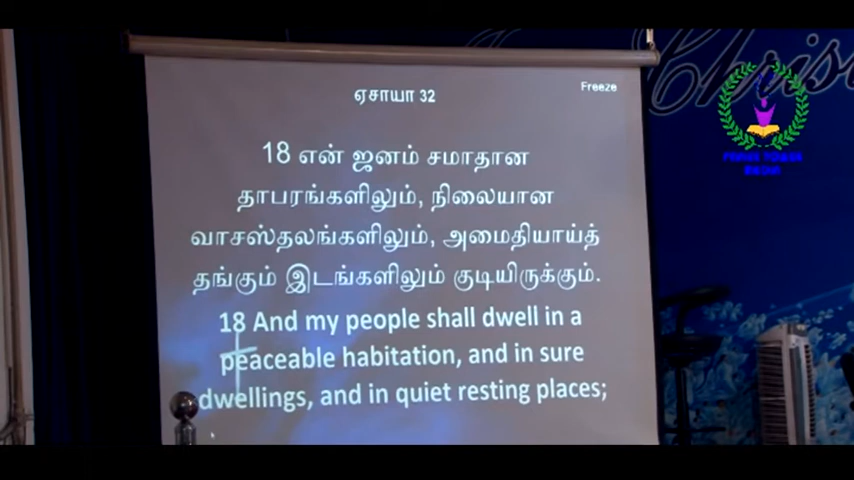 ஏசாயா 32
Freeze
18 என் ஜனம் சமாதான
தாபரங்களிலும், நிலையான
வாசஸ்தலங்களிலும், அமைதியாய்த்
தங்கும் இடங்களிலும் குடியிருக்கும்.
18 And my people shall dwell in a
peaceable habitation, and in sure
dwellings, and in quiet resting places;
Christ